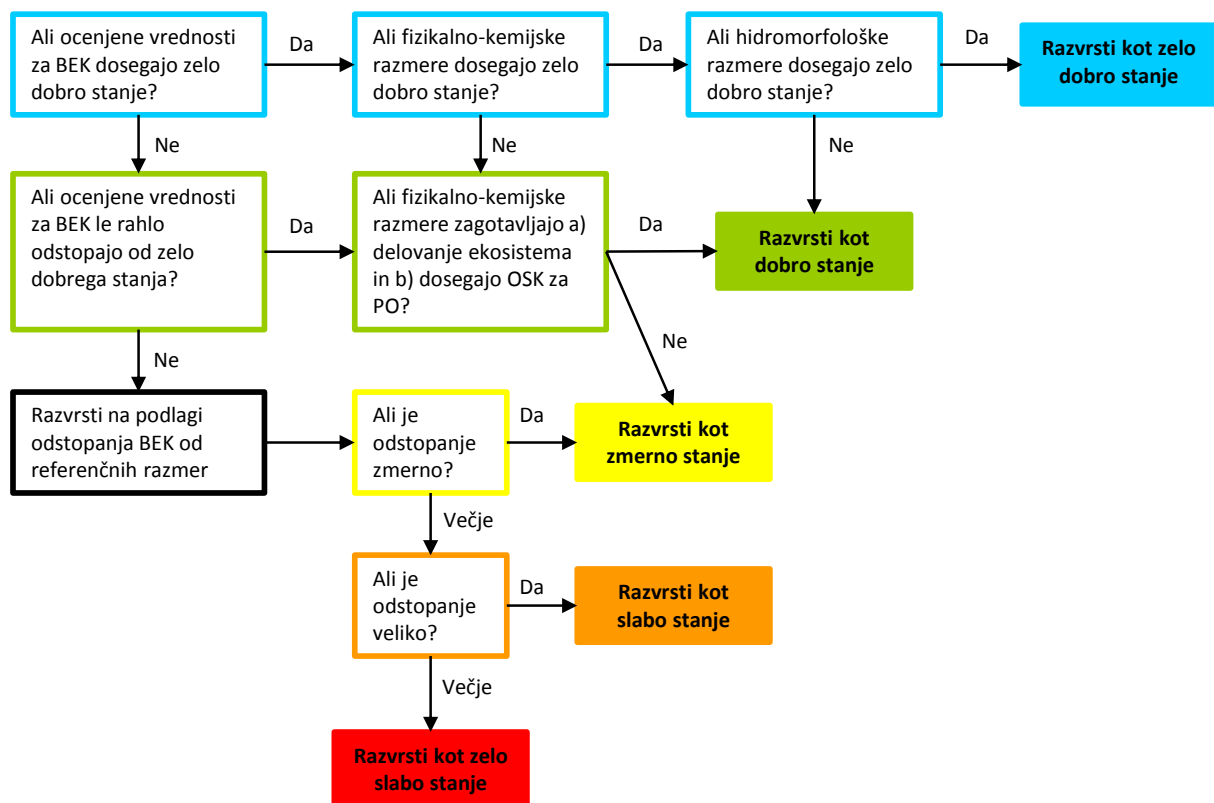 Ali ocenjene vrednosti
za BEK dosegajo zelo
dobro stanje?
Da
Ali fizikalno-kemijske
razmere dosegajo zelo
dobro stanje?
Da
Ali hidromorfološke
razmere dosegajo zelo
dobro stanje?
Da
Razvrsti kot zelo
dobro stanje
Ne
Ne
Ne
Ali ocenjene vrednosti
za BEK le rahlo
odstopajo od zelo
dobrega stanja?
Da
Ali fizikalno-kemijske
razmere zagotavljajo a)
delovanje ekosistema
in b) dosegajo OSK za
PO?
Da
Razvrsti kot
dobro stanje
Ne
Ne
Razvrsti na podlagi
odstopanja BEK od
referenčnih razmer
Ali je
odstopanje
zmerno?
Da
Razvrsti kot
zmerno stanje
Večje
Ali je
odstopanje
veliko?
Da
Razvrsti kot
slabo stanje
Večje
Razvrsti kot zelo
slabo stanje